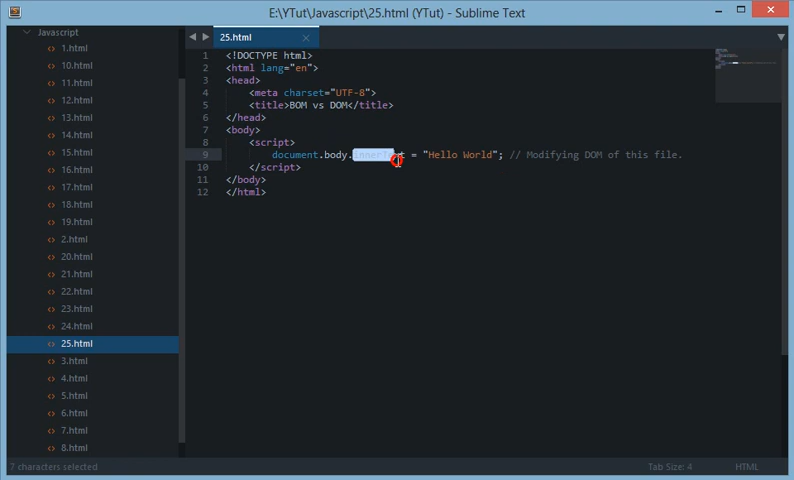 E:\YTut\Javascript\25.html (YTut) - Sublime Text
Javascript
1.html
10.html
11.html
12.html
13.html
14.html
15.html
16.html
17.html
18.html
19.html
2.html
20.html
21.html
22.html
23.html
24.html
25.html
3.html
4.html
5.html
6.html
7.html
8.html
25.html
1 <!DOCTYPE html>
2 <html lang="en">
3 <head>
4 <meta charset="UTF-8">
5 <title>BOM vs DOM</title>
6 </head>
7 <body>
8 <script>
9 document.body.innerText = "Hello World"; // Modifying DOM of this file.
10 </script>
11 </body>
12 </html>
7 characters selected
Tab Size: 4
HTML